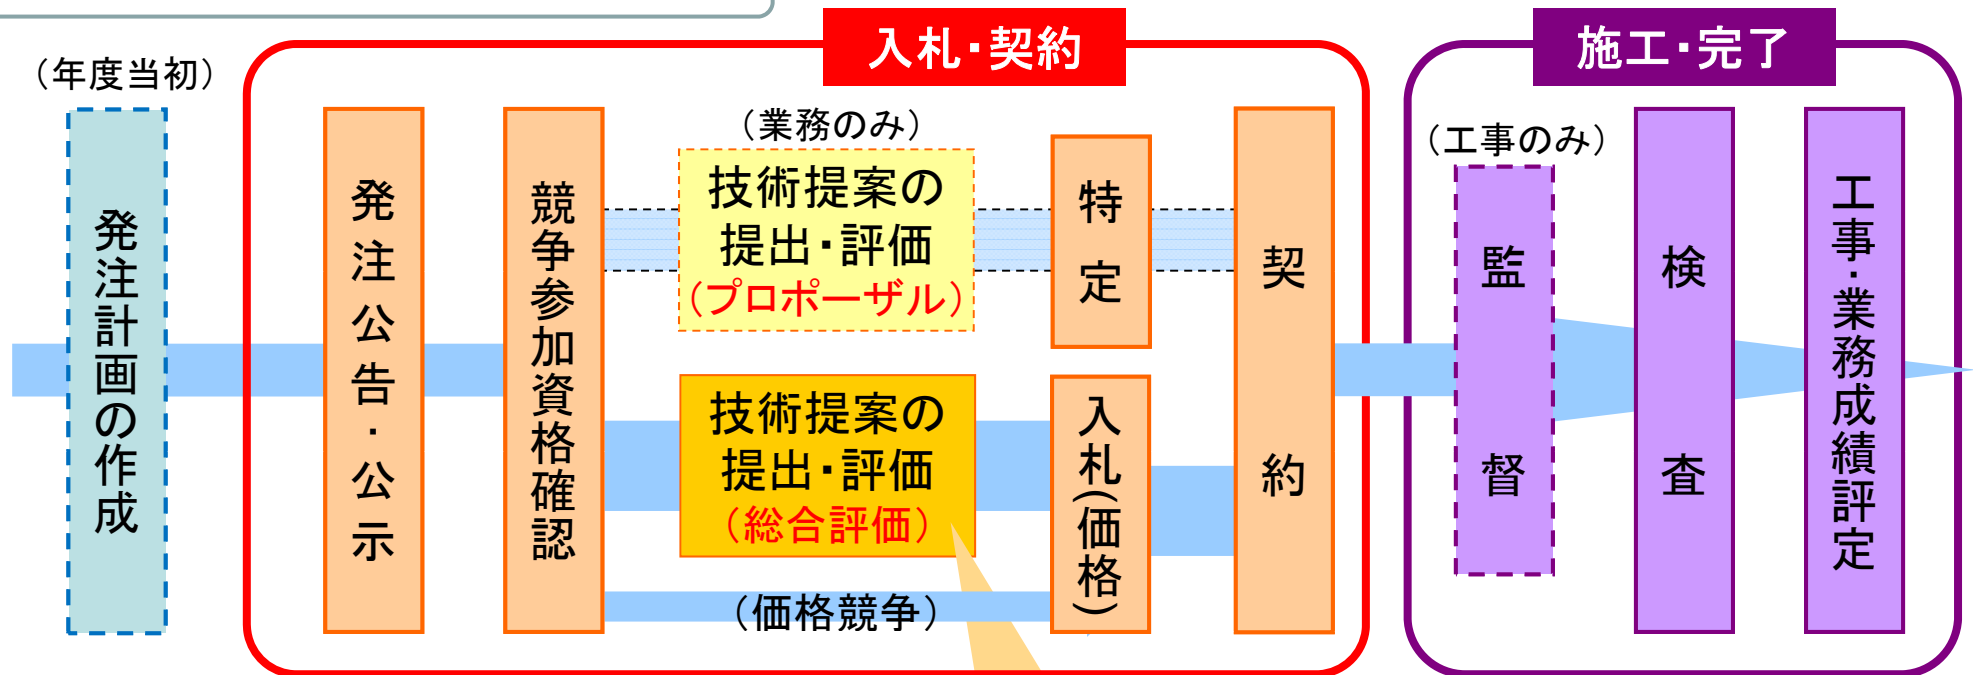 （年度当初）
発注計画の作成
入札・契約
発注公告・公示
競争参加資格確認
（業務のみ）
技術提案の
提出・評価
（プロポーザル）
特定
技術提案の
提出・評価
（総合評価）
（価格競争）
入札(価格)
契約
施工・完了
（工事のみ）
監督
検査
工事・業務成績評定